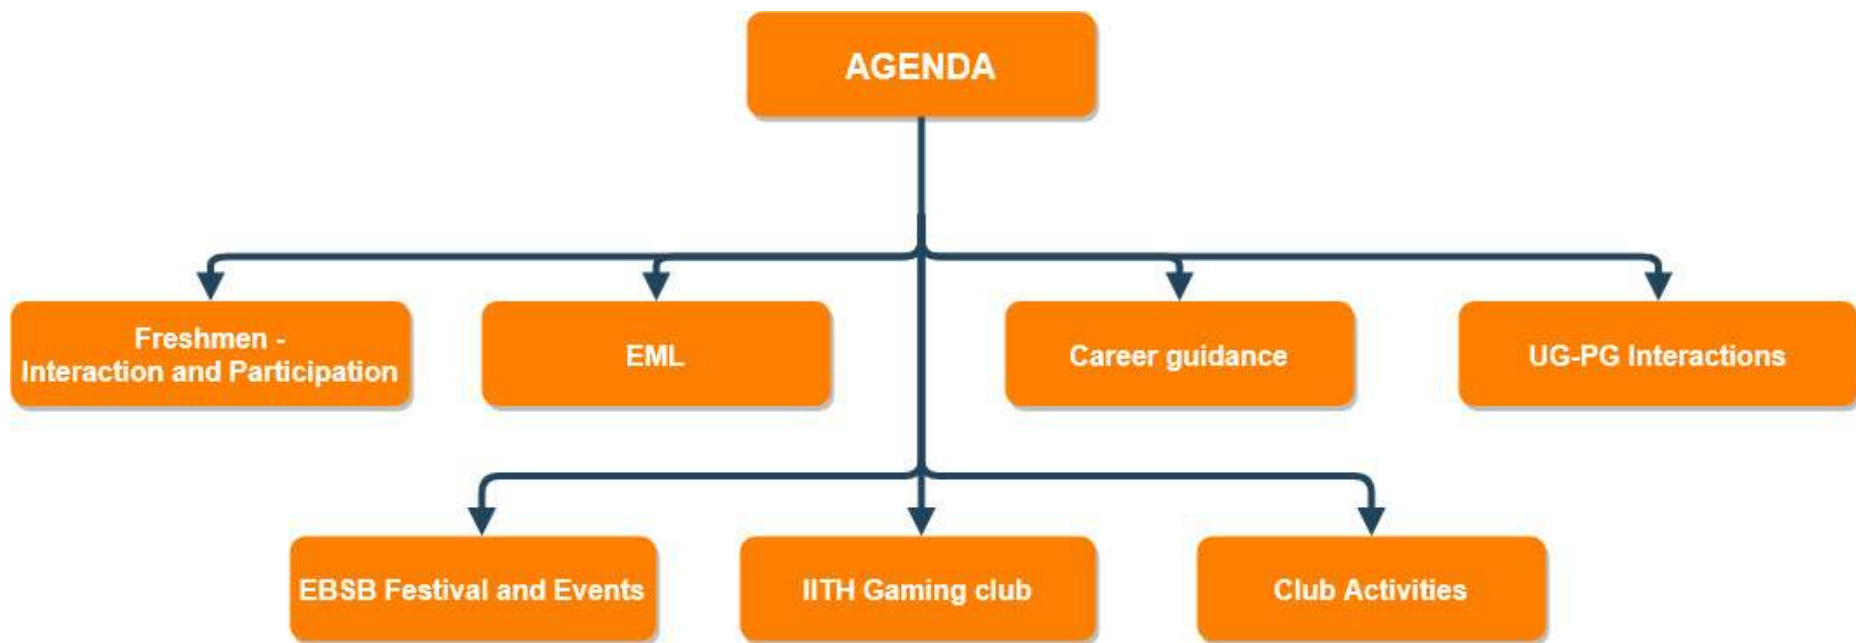 AGENDA
Freshmen -
Interaction and Participation
EML
Career guidance
UG-PG Interactions
EBSB Festival and Events
IITH Gaming club
Club Activities